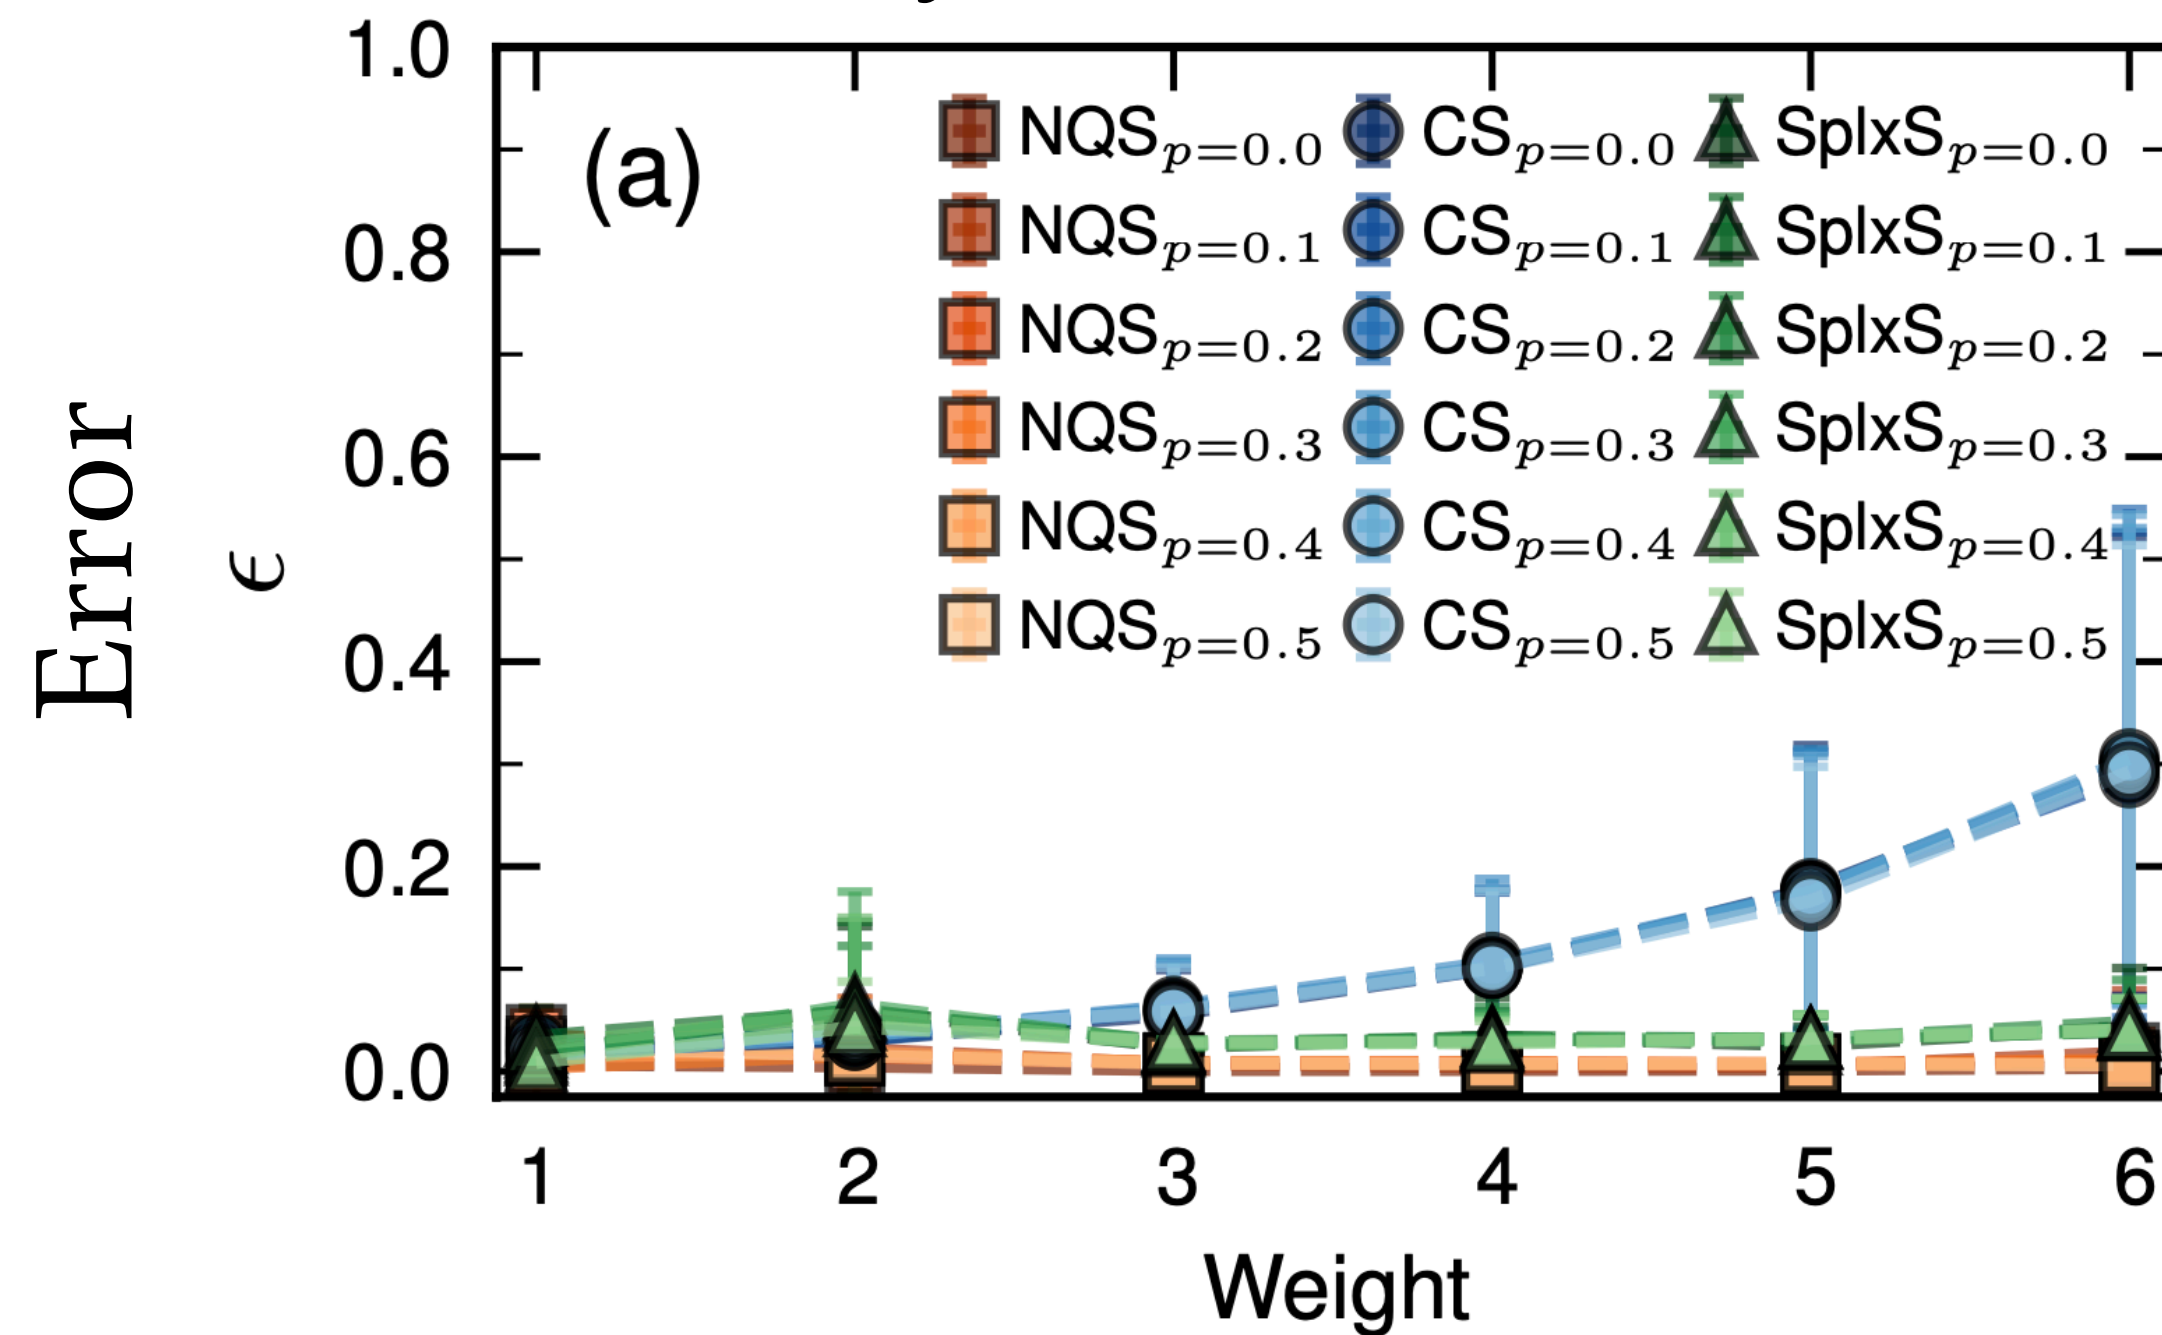 1.0
(a)
NQS_{p=0.0} CS_{p=0.0} SplxS_{p=0.0}
NQS_{p=0.1} CS_{p=0.1} SplxS_{p=0.1}
0.8
NQS_{p=0.2} CS_{p=0.2} SplxS_{p=0.2}
NQS_{p=0.3} CS_{p=0.3} SplxS_{p=0.3}
0.6
NQS_{p=0.4} CS_{p=0.4} SplxS_{p=0.4}
NQS_{p=0.5} CS_{p=0.5} SplxS_{p=0.5}
0.4
0.2
0.0
Error
ϵ
1 2 3 4 5 6
Weight